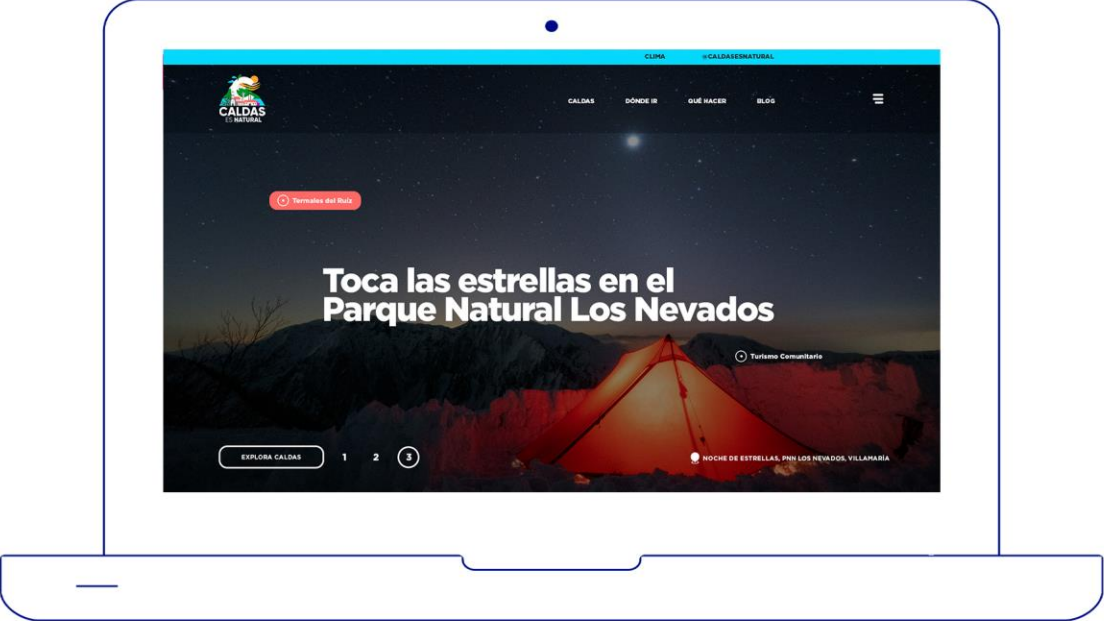 CLIMA
@CALDASESNATURAL
CALDAS
ES NATURAL
CALDAS
DÓNDE IR
QUÉ HACER
BLOG
Termales del Ruiz
Toca las estrellas en el
Parque Natural Los Nevados
Turismo Comunitario
EXPLORA CALDAS
1
2
3
NOCHE DE ESTRELLAS, PNN LOS NEVADOS, VILLAMARÍA